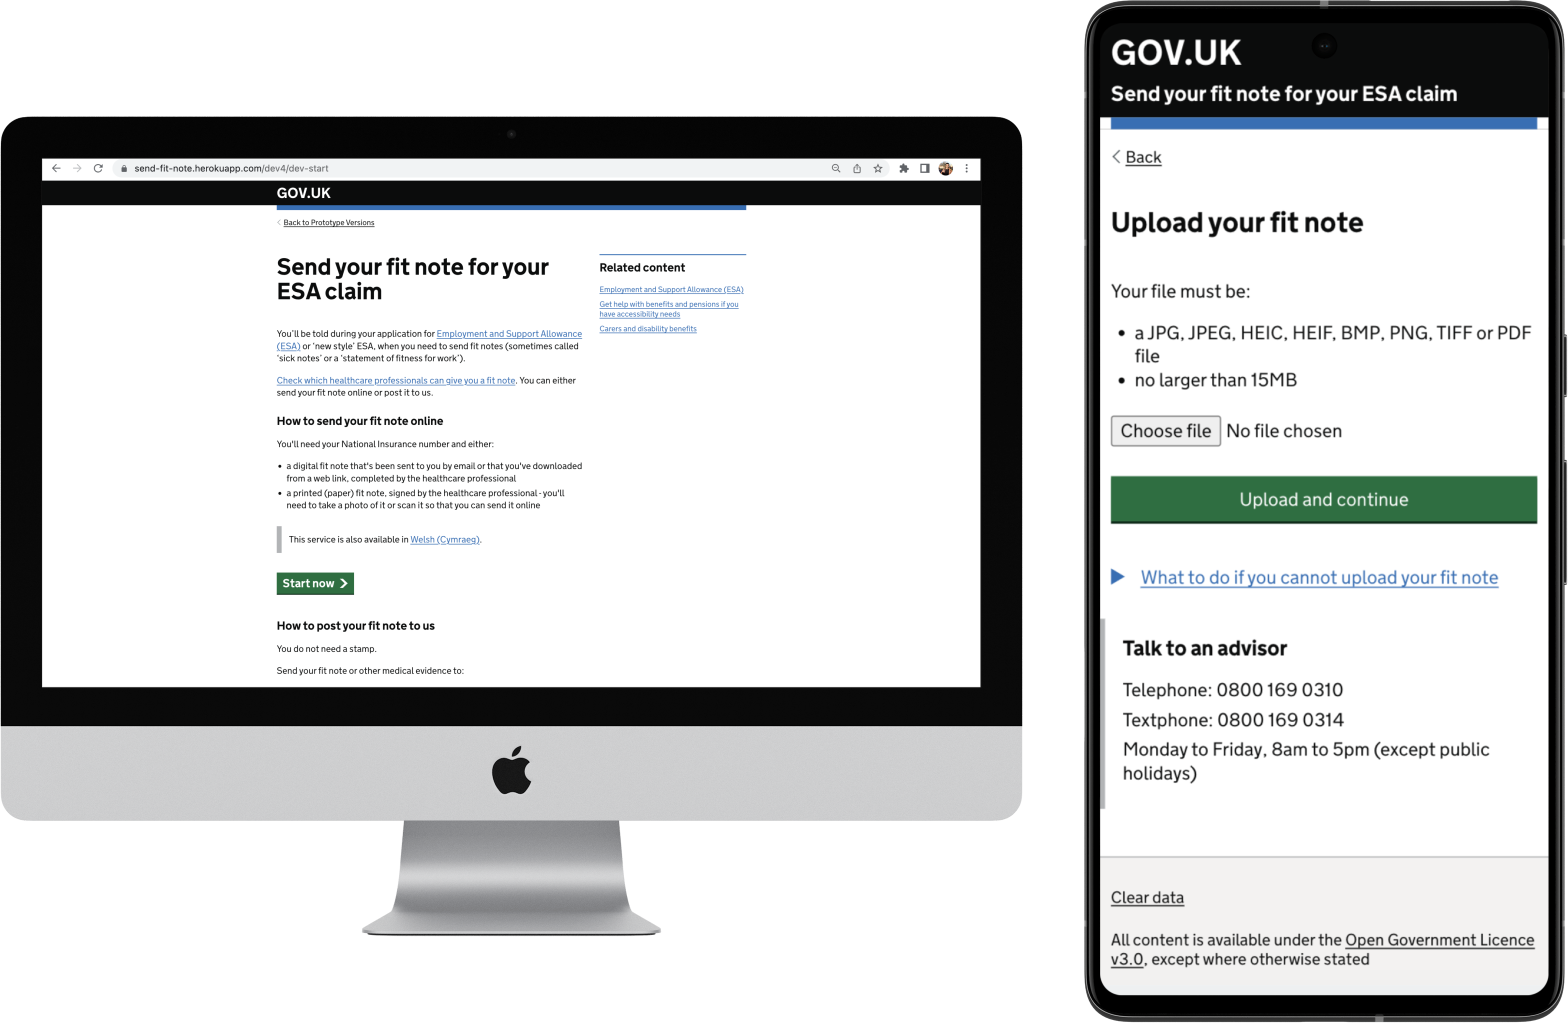 send-fit-note.herokuapp.com/dev4/dev-start
GOV.UK
Back to Prototype Versions
Send your fit note for your
ESA claim
You'll be told during your application for Employment and Support Allowance
(ESA) or 'new style' ESA, when you need to send fit notes (sometimes called
'sick notes' or a 'statement of fitness for work').
Check which healthcare professionals can give you a fit note. You can either
send your fit note online or post it to us.
How to send your fit note online
You'll need your National Insurance number and either:
• a digital fit note that's been sent to you by email or that you've downloaded
from a web link, completed by the healthcare professional
• a printed (paper) fit note, signed by the healthcare professional - you'll
need to take a photo of it or scan it so that you can send it online
This service is also available in Welsh (Cymraeg).
Start now
How to post your fit note to us
You do not need a stamp.
Send your fit note or other medical evidence to:
Related content
Employment and Support Allowance (ESA)
Get help with benefits and pensions if you
have accessibility needs
Carers and disability benefits
GOV.UK
Send your fit note for your ESA claim
Back
Upload your fit note
Your file must be:
• a JPG, JPEG, HEIC, HEIF, BMP, PNG, TIFF or PDF
file
• no larger than 15MB
Choose file No file chosen
Upload and continue
What to do if you cannot upload your fit note
Talk to an advisor
Telephone: 0800 169 0310
Textphone: 0800 169 0314
Monday to Friday, 8am to 5pm (except public
holidays)
Clear data
All content is available under the Open Government Licence
v3.0, except where otherwise stated